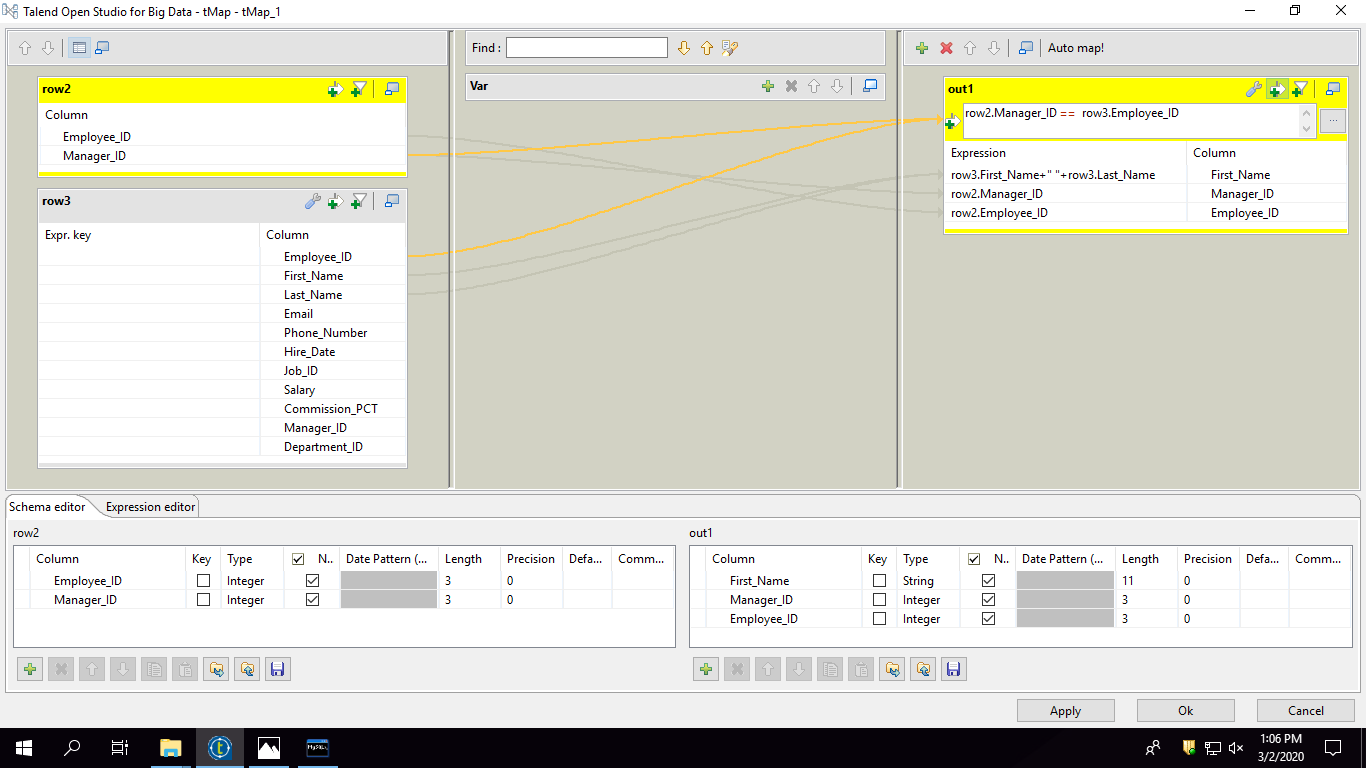 Talend Open Studio for Big Data - tMap - tMap_1
Find :
Auto map!
row2
Column
Employee_ID
Manager_ID
row3
Expr. key Column
Employee_ID
First_Name
Last_Name
Email
Phone_Number
Hire_Date
Job_ID
Salary
Commission_PCT
Manager_ID
Department_ID
Var
out1
row2.Manager_ID == row3.Employee_ID
...
Expression Column
row3.First_Name+" "+row3.Last_Name First_Name
row2.Manager_ID Manager_ID
row2.Employee_ID Employee_ID
Schema editor Expression editor
row2
Column Key Type N.. Date Pattern (... Length Precision Defa... Comm...
Employee_ID Integer 3 0
Manager_ID Integer 3 0
out1
Column Key Type N.. Date Pattern (... Length Precision Defa... Comm...
First_Name String 11 0
Manager_ID Integer 3 0
Employee_ID Integer 3 0
Apply Ok Cancel
MySQL
1:06 PM
3/2/2020